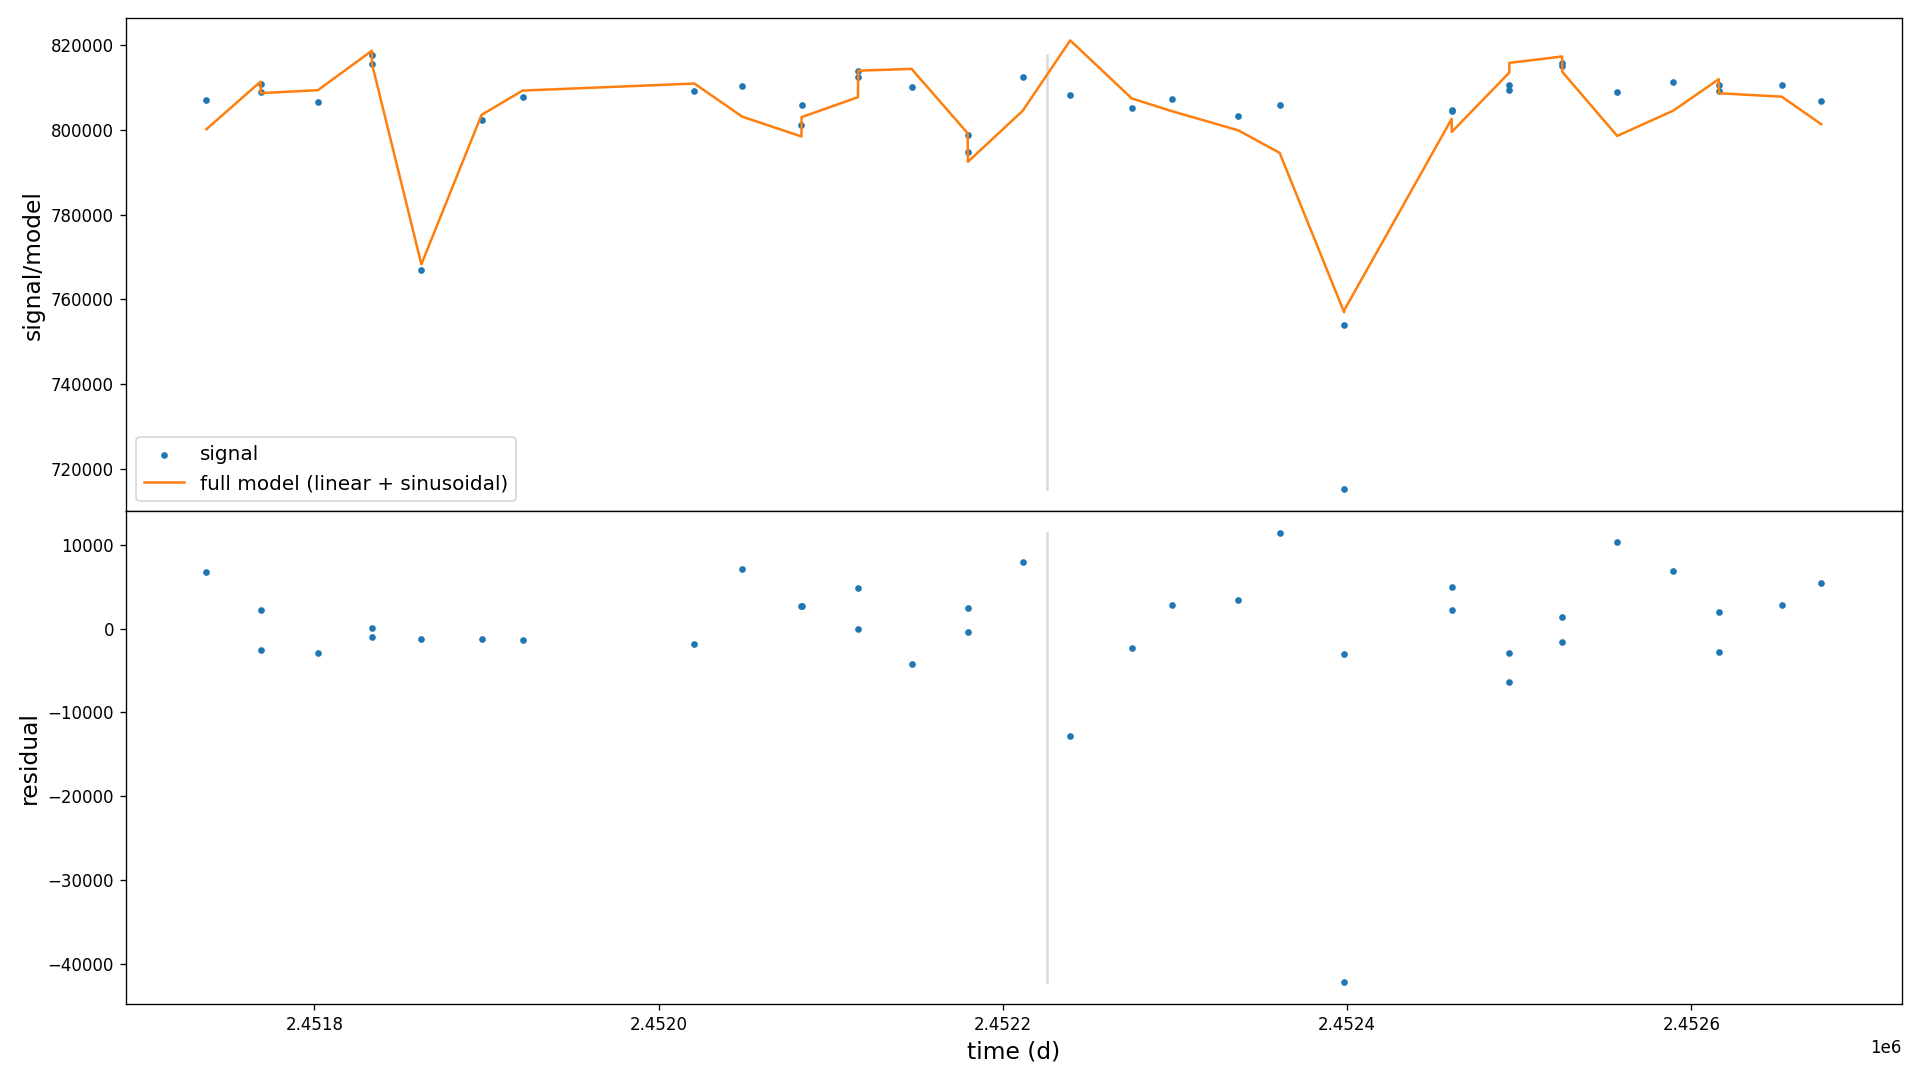 820000
800000
780000
760000
740000
720000
signal/model
signal
full model (linear + sinusoidal)
10000
0
−10000
−20000
−30000
−40000
residual
2.4518
2.4520
2.4522
2.4524
2.4526
1e6
time (d)